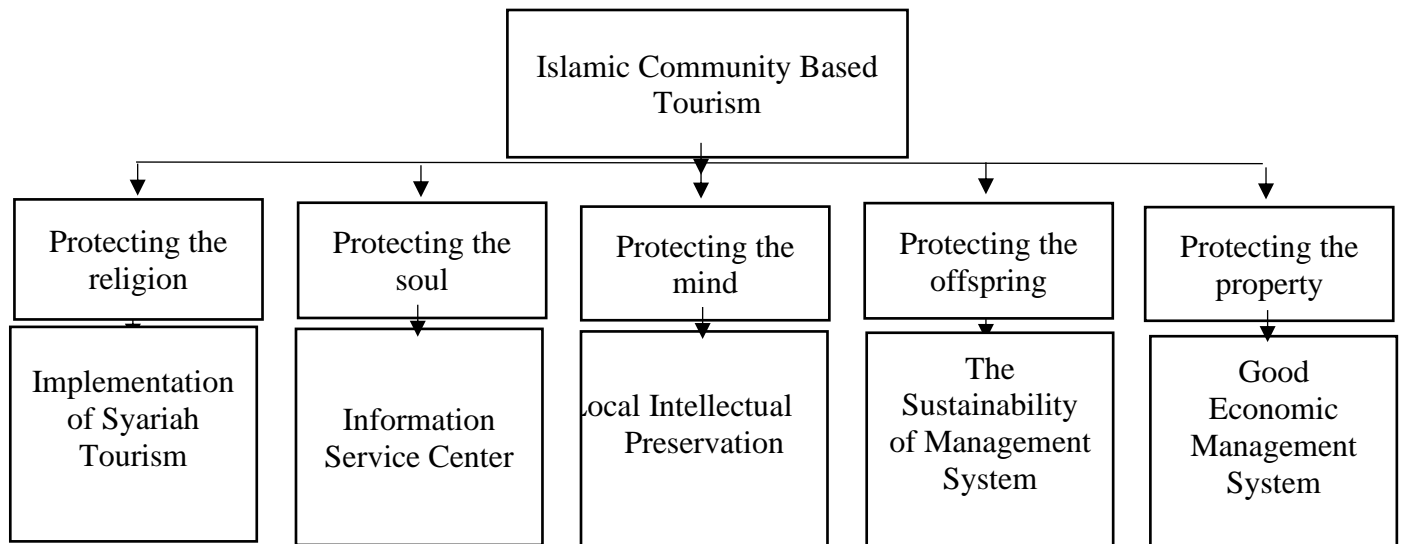 Islamic Community Based
Tourism
Protecting the
religion
Protecting the
soul
Protecting the
mind
Protecting the
offspring
Protecting the
property
Implementation
of Syariah
Tourism
Information
Service Center
ocal Intellectual
Preservation
The
Sustainability
of Management
System
Good
Economic
Management
System